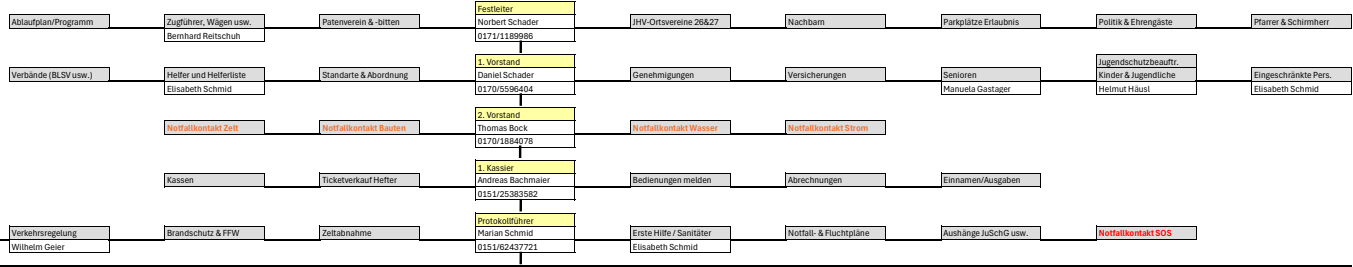 Festleiter
Ablaufplan/Programm Zugführer, Wägen usw. Patenverein & -bitten Norbert Schader JHV-Ortsvereine 26&27 Nachbarn Parkplätze Erlaubnis Politik & Ehrengäste Pfarrer & Schirmherr
Bernhard Reitschuh 0171/1189986
1. Vorstand Jugendschutzbeauftr.
Verbände (BLSV usw.) Helfer und Helferliste Standarte & Abordnung Daniel Schader Genehmigungen Versicherungen Senioren Kinder & Jugendliche Eingeschränkte Pers.
Elisabeth Schmid 0170/5596404 Manuela Gastager Helmut Häusl Elisabeth Schmid
2. Vorstand
Notfallkontakt Zelt Notfallkontakt Bauten Thomas Bock Notfallkontakt Wasser Notfallkontakt Strom
0170/1884078
1. Kassier
Kassen Ticketverkauf Hefter Andreas Bachmaier Bedienungen melden Abrechnungen Einnamen/Ausgaben
0151/25383582
Protokollführer
Verkehrsregelung Brandschutz & FFW Zeltabnahme Marian Schmid Erste Hilfe / Sanitäter Notfall- & Fluchtpläne Aushänge JuSchG usw. Notfallkontakt SOS
Wilhelm Geier 0151/62437721 Elisabeth Schmid